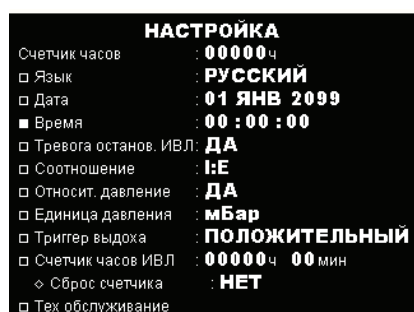 НАСТРОЙКА
Счетчик часов : 00000ч
Язык : РУССКИЙ
Дата : 01 ЯНВ 2099
Время : 00 : 00 : 00
Тревога останов. ИВЛ: ДА
Соотношение : I:E
Относит. давление : ДА
Единица давления : мБар
Триггер выдоха : ПОЛОЖИТЕЛЬНЫЙ
Счетчик часов ИВЛ : 00000ч 00мин
Сброс счетчика : НЕТ
Тех обслуживание